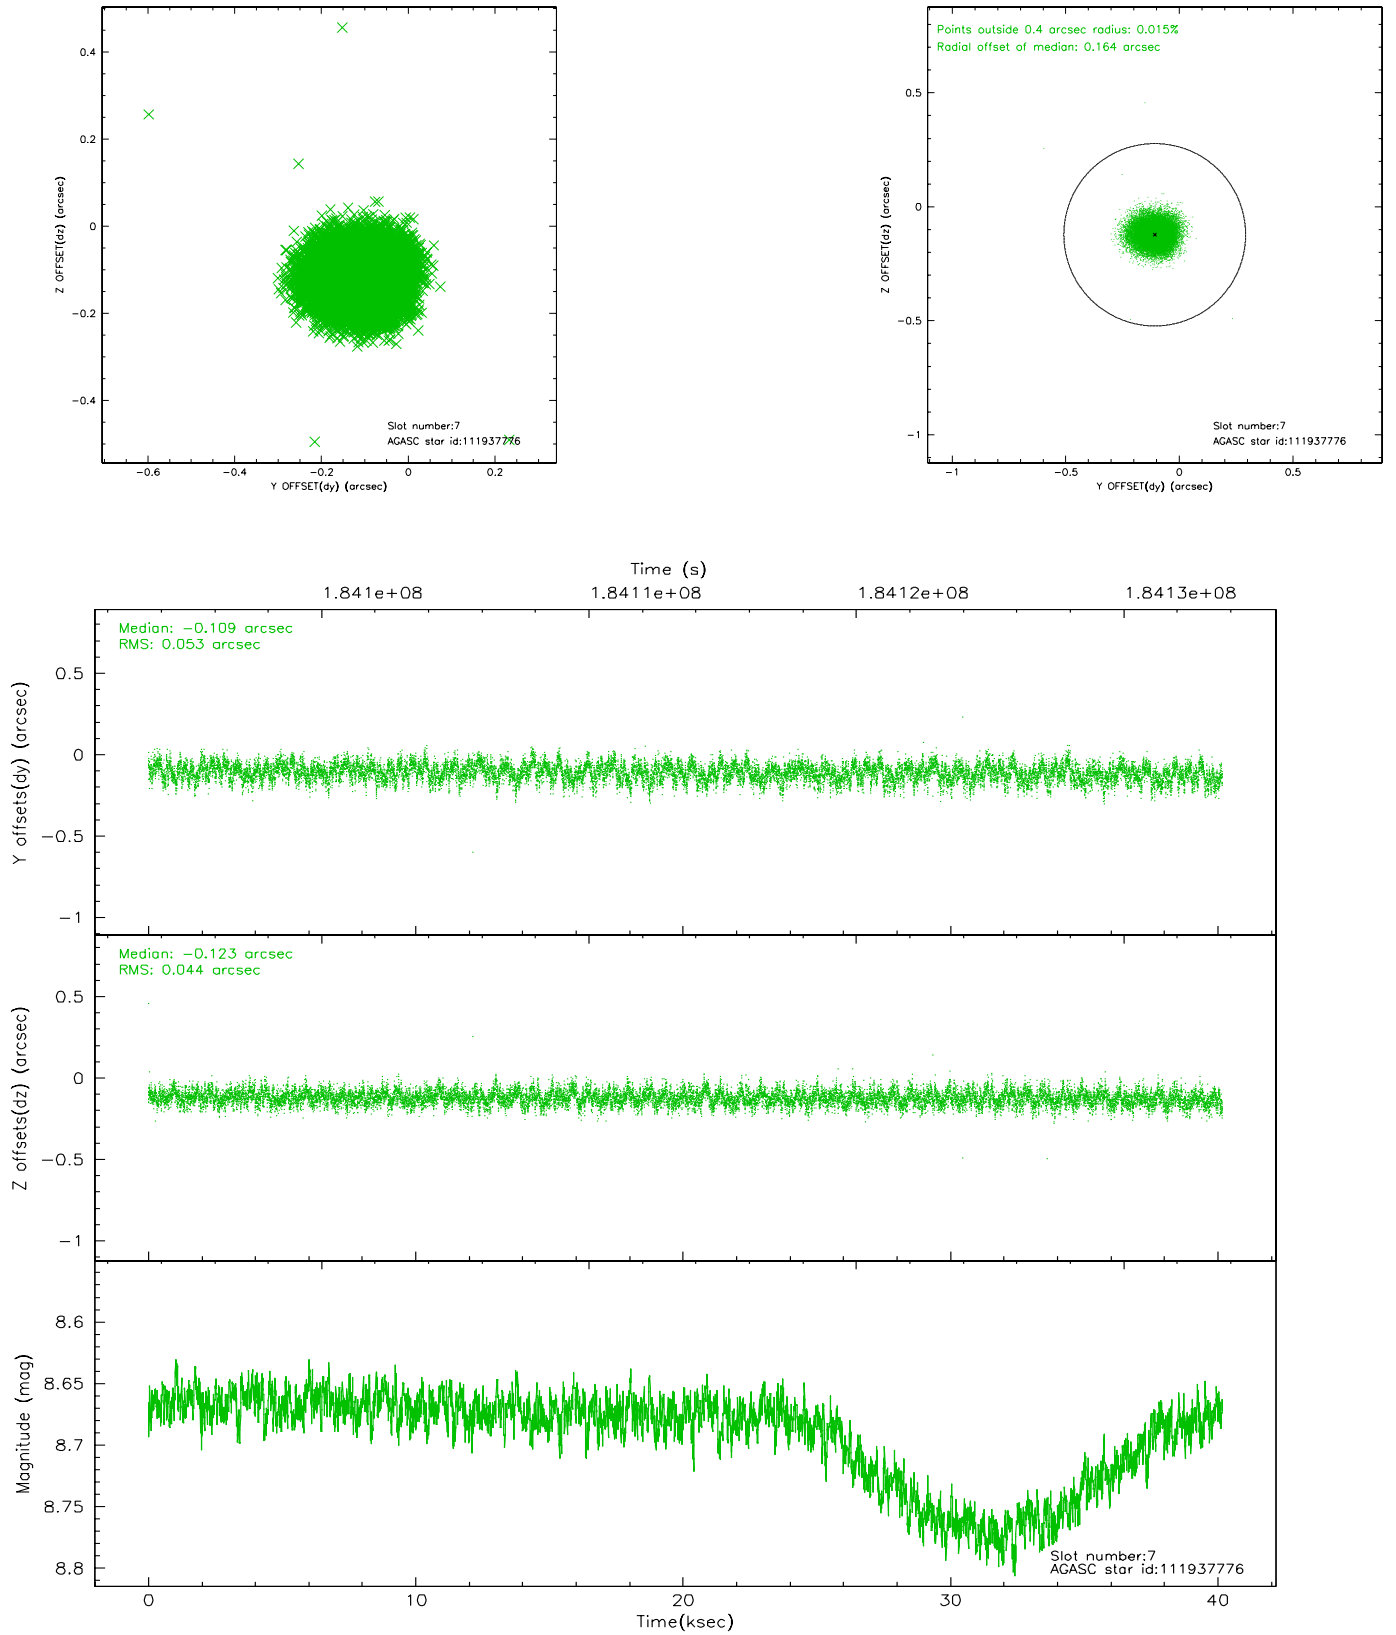 0.4
0.2
0
-0.2
-0.4
Z OFFSET(dz) (arcsec)
Slot number:7
AGASC star id:111937776
-0.6
-0.4
-0.2
0
0.2
Y OFFSET(dy) (arcsec)
Points outside 0.4 arcsec radius: 0.015%
Radial offset of median: 0.164 arcsec
0.5
0
-0.5
-1
Z OFFSET(dz) (arcsec)
Slot number:7
AGASC star id:111937776
-1
-0.5
0
0.5
Y OFFSET(dy) (arcsec)
Time (s)
1.841e+08
1.8411e+08
1.8412e+08
1.8413e+08
Median: -0.109 arcsec
RMS: 0.053 arcsec
0.5
0
-0.5
-1
Y offsets(dy) (arcsec)
Median: -0.123 arcsec
RMS: 0.044 arcsec
0.5
0
-0.5
-1
Z offsets(dz) (arcsec)
8.6
8.65
8.7
8.75
8.8
Magnitude (mag)
Slot number:7
AGASC star id:111937776
0
10
20
30
40
Time(ksec)